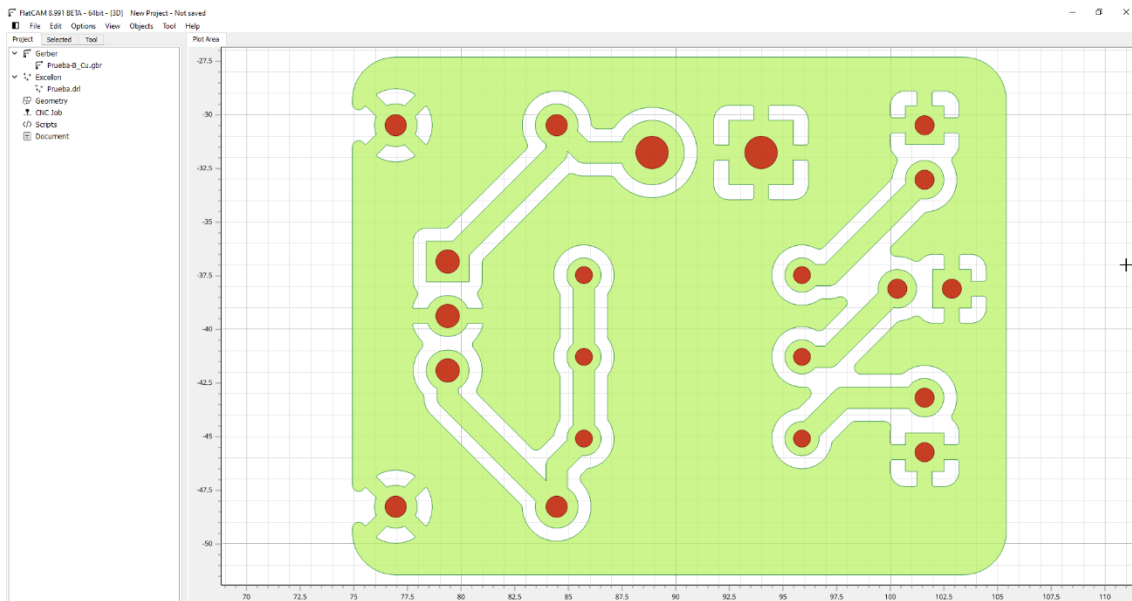 FlatCAM 8.991 BETA - 64bit - [3D]    New Project - Not saved
File Edit Options View Objects Tool Help
Project Selected Tool
Plot Area
Gerber
Prueba-B_Cu.gbr
Excellon
Prueba.drl
Geometry
CNC Job
Scripts
Document
-27.5
-30
-32.5
-35
-37.5
-40
-42.5
-45
-47.5
-50
70 72.5 75 77.5 80 82.5 85 87.5 90 92.5 95 97.5 100 102.5 105 107.5 110